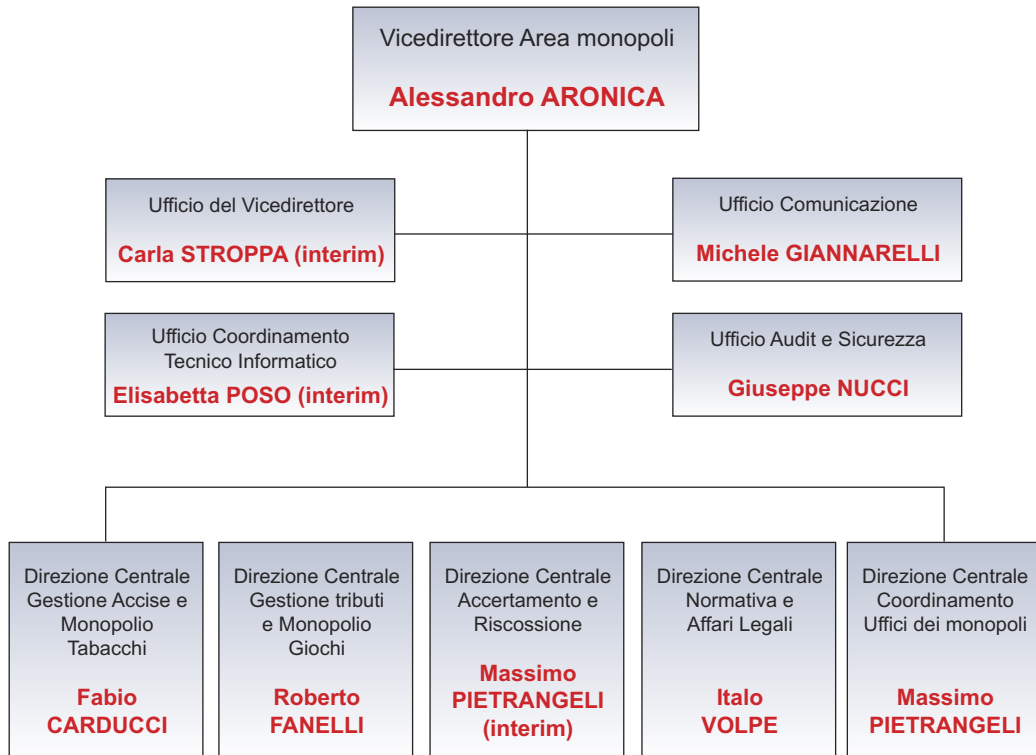 Vicedirettore Area monopoli
Alessandro ARONICA
Ufficio del Vicedirettore
Carla STROPPA (interim)
Ufficio Comunicazione
Michele GIANNARELLI
Ufficio Coordinamento
Tecnico Informatico
Elisabetta POSO (interim)
Ufficio Audit e Sicurezza
Giuseppe NUCCI
Direzione Centrale
Gestione Accise e
Monopolio
Tabacchi
Fabio
CARDUCCI
Direzione Centrale
Gestione tributi
e Monopolio
Giochi
Roberto
FANELLI
Direzione Centrale
Accertamento e
Riscossione
Massimo
PIETRANGELI
(interim)
Direzione Centrale
Normativa e
Affari Legali
Italo
VOLPE
Direzione Centrale
Coordinamento
Uffici dei monopoli
Massimo
PIETRANGELI